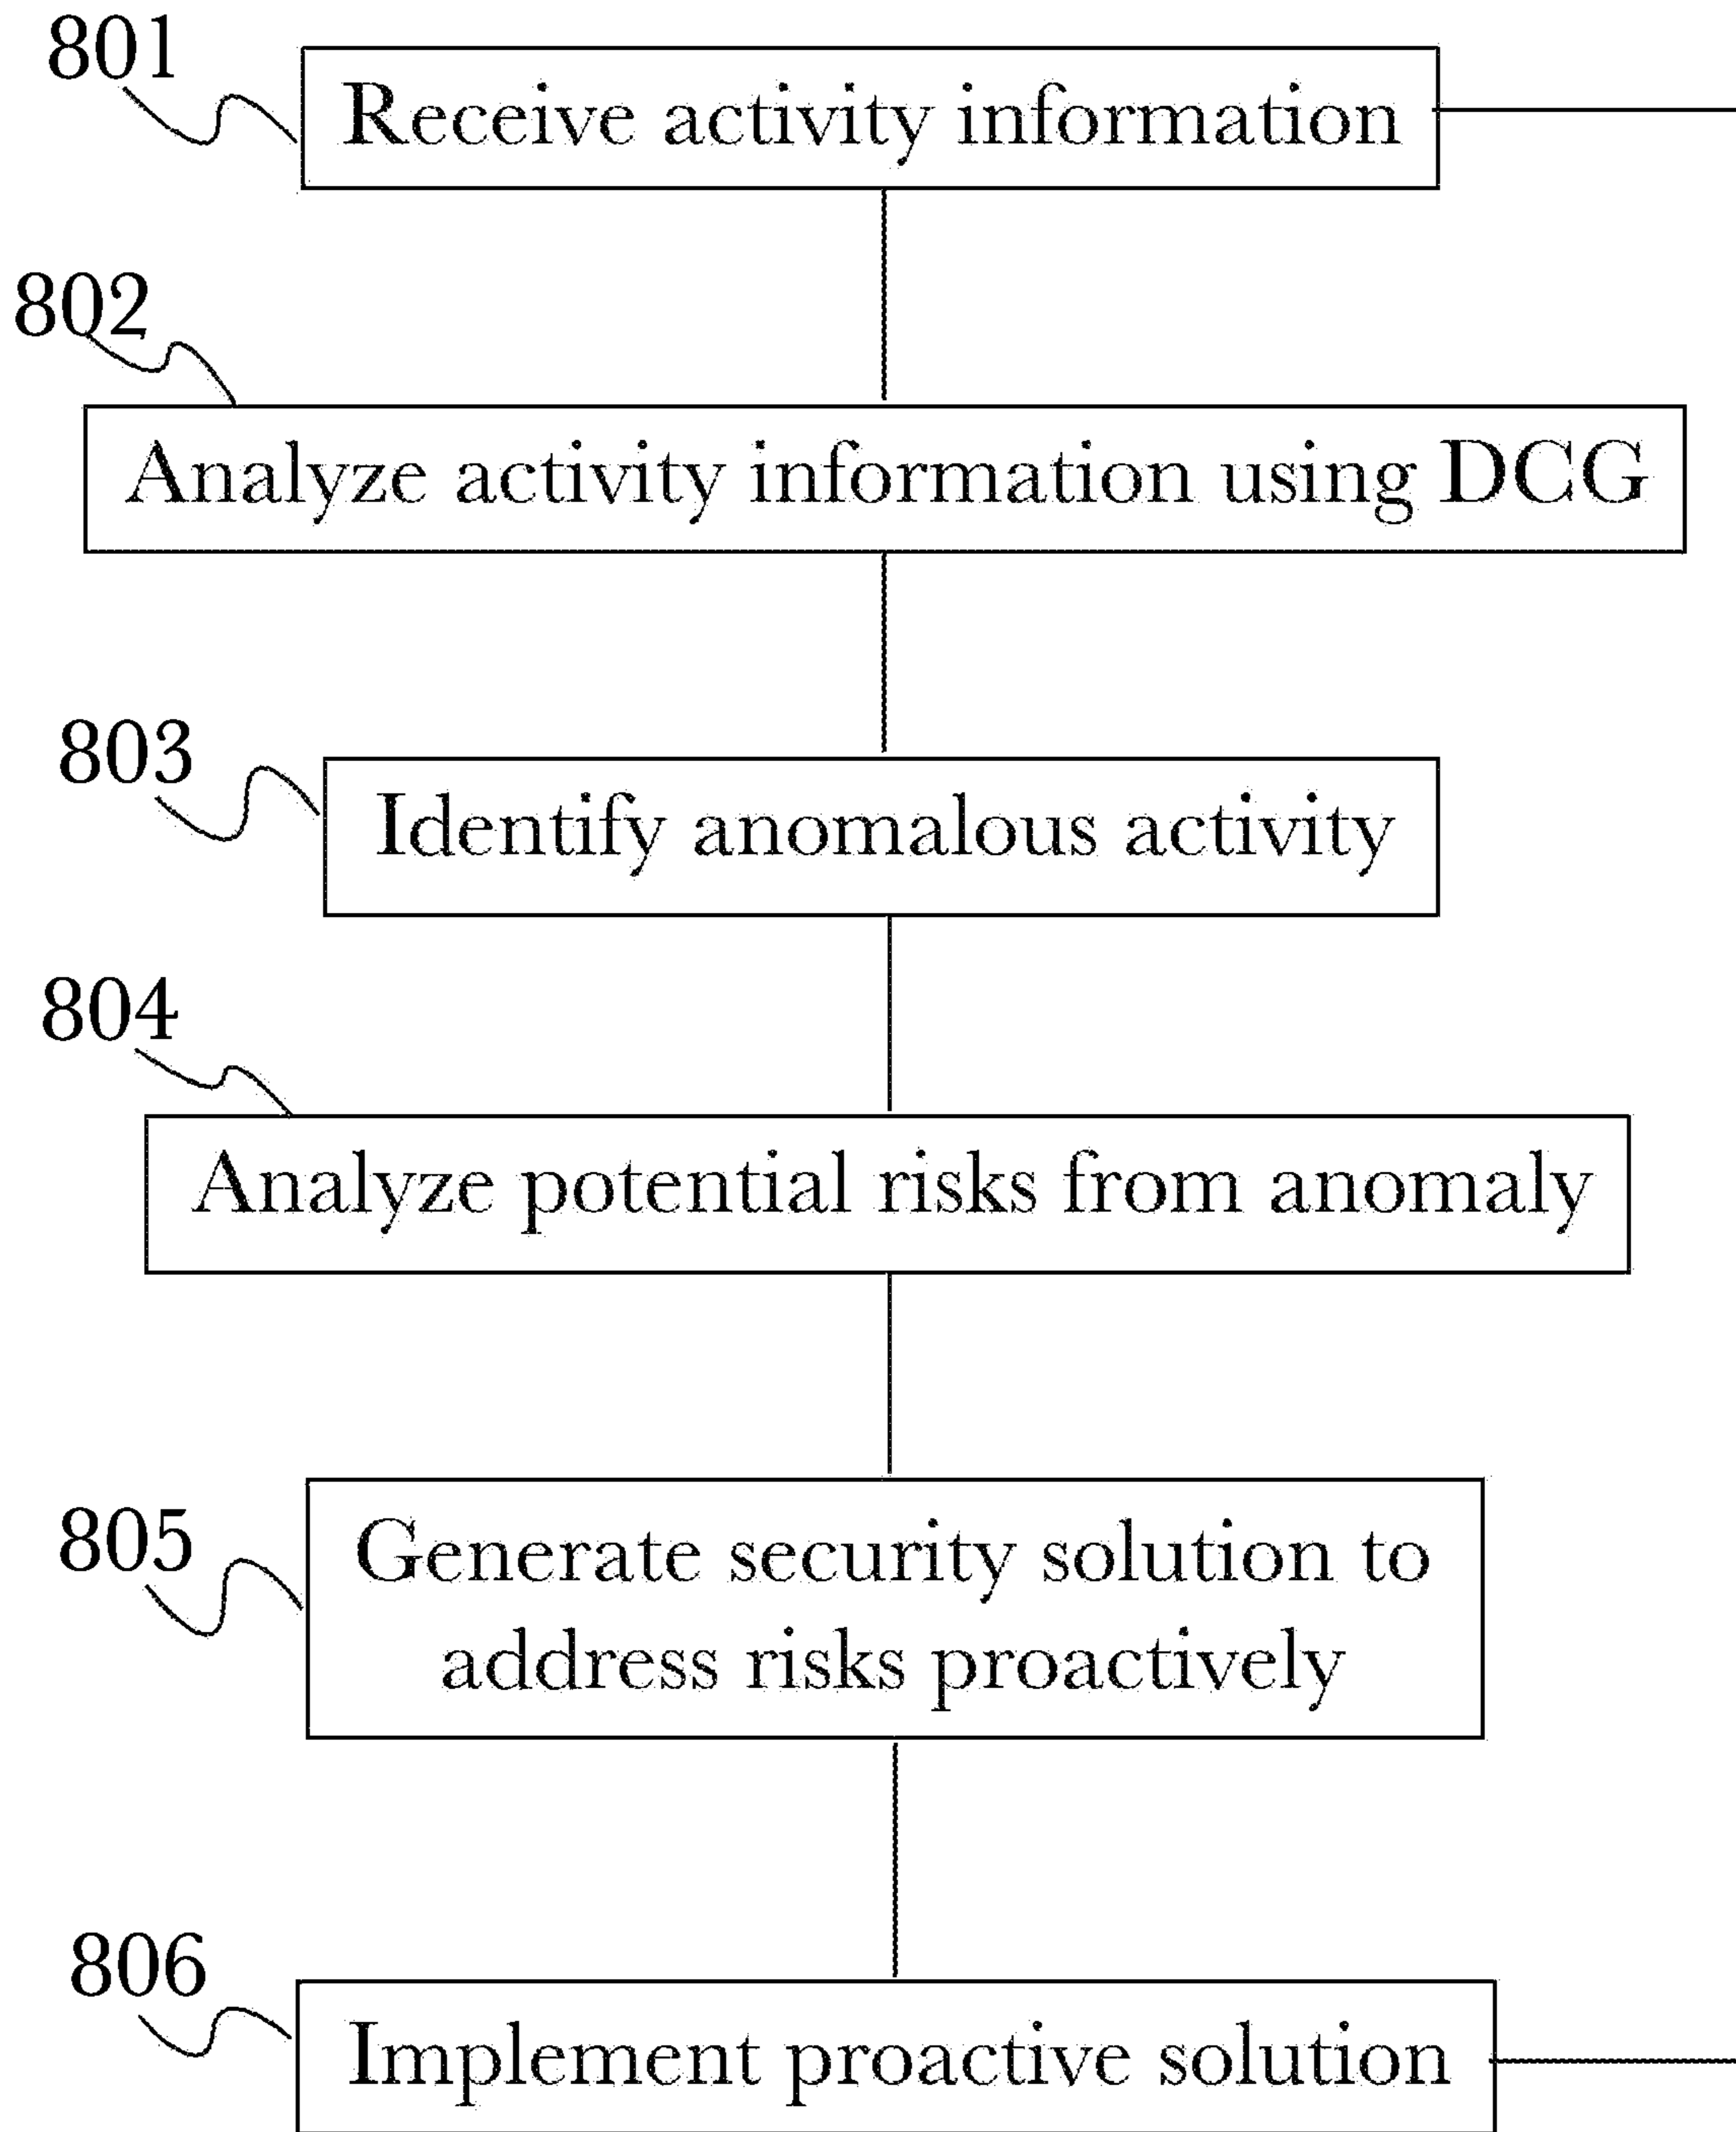 801
Receive activity information
802
Analyze activity information using DCG
803
Identify anomalous activity
804
Analyze potential risks from anomaly
805
Generate security solution to
address risks proactively
806
Implement proactive solution